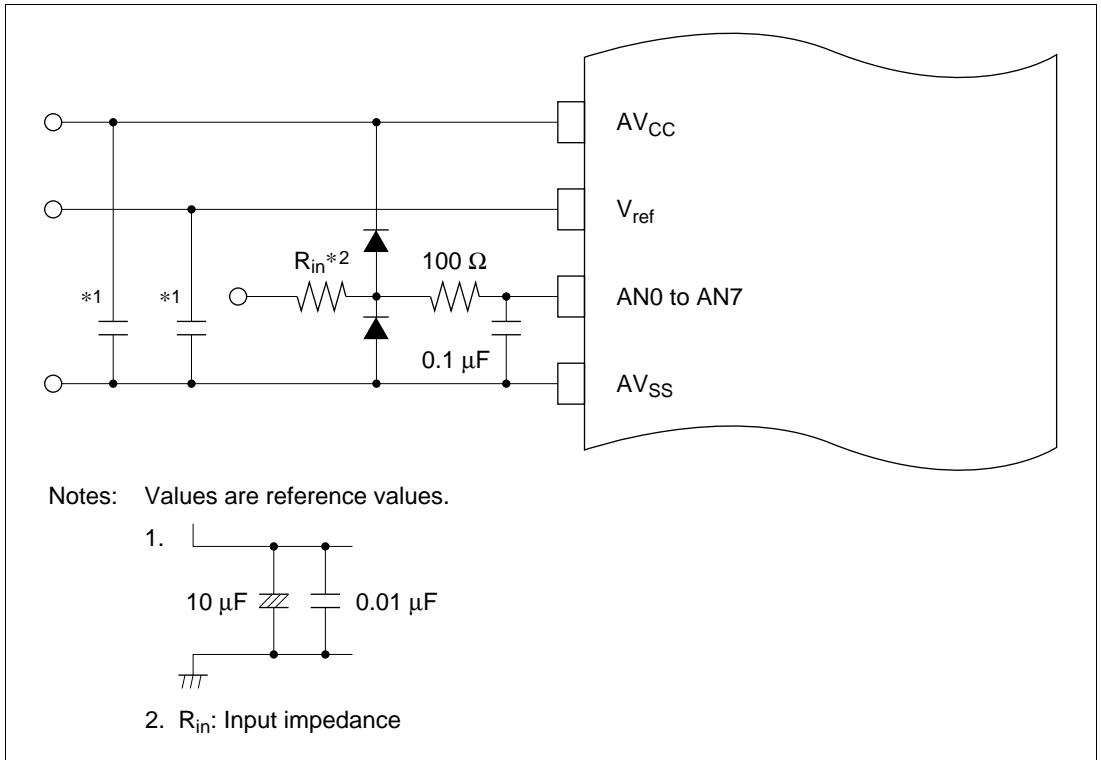 AVCC
Vref
Rin*2
100 Ω
*1
*1
AN0 to AN7
0.1 μF
AVSS
Notes: Values are reference values.
1.
10 μF
0.01 μF
2. Rin: Input impedance